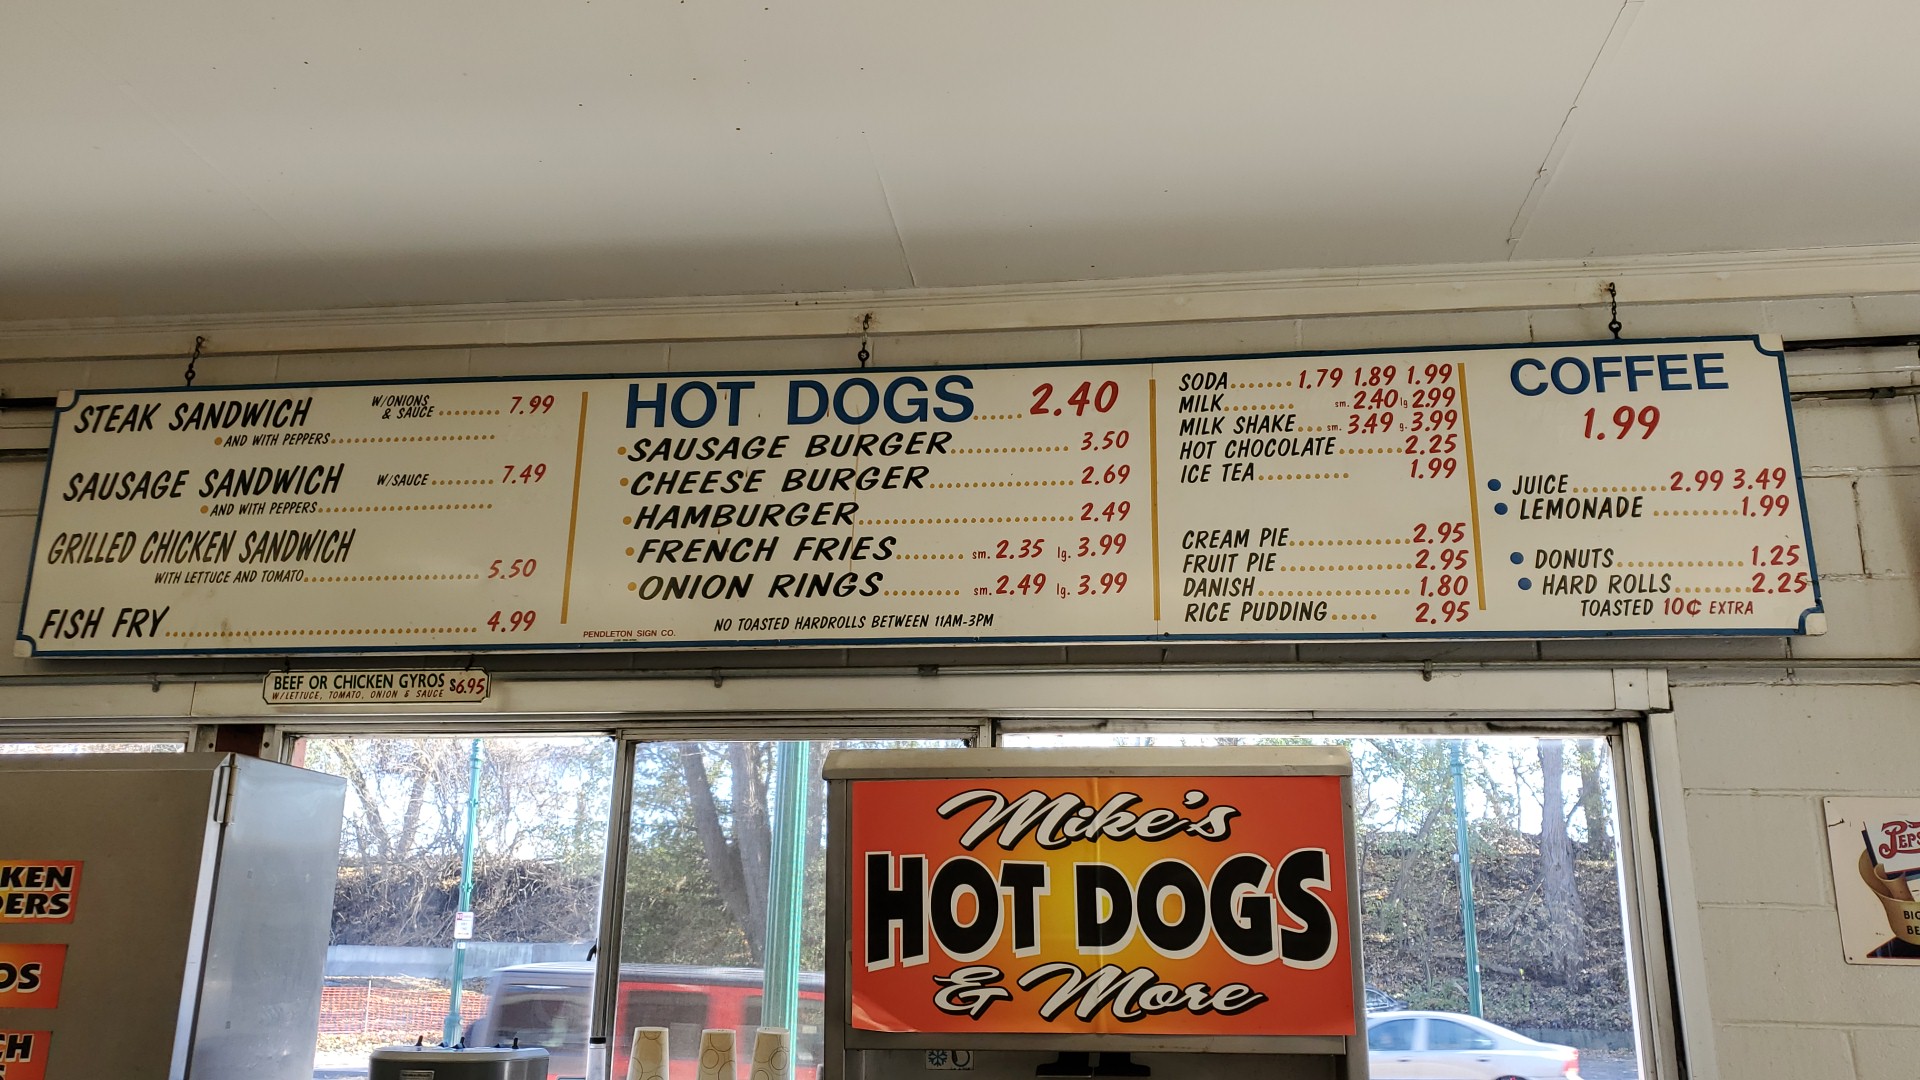 STEAK SANDWICH W/ONIONS & SAUCE ........ 7.99
• AND WITH PEPPERS
SAUSAGE SANDWICH W/SAUCE ........ 7.49
• AND WITH PEPPERS
GRILLED CHICKEN SANDWICH
WITH LETTUCE AND TOMATO ........ 5.50
FISH FRY ........ 4.99
HOT DOGS ..... 2.40
• SAUSAGE BURGER ........ 3.50
• CHEESE BURGER ........ 2.69
• HAMBURGER ........ 2.49
• FRENCH FRIES ........ sm. 2.35 lg. 3.99
• ONION RINGS ........ sm. 2.49 lg. 3.99
NO TOASTED HARDROLLS BETWEEN 11AM-3PM
PENDLETON SIGN CO.
SODA ....... 1.79 1.89 1.99
MILK ........ sm. 2.40 lg 2.99
MILK SHAKE ... sm. 3.49 g. 3.99
HOT CHOCOLATE ....... 2.25
ICE TEA ......... 1.99
CREAM PIE ........ 2.95
FRUIT PIE ........ 2.95
DANISH ........ 1.80
RICE PUDDING ..... 2.95
COFFEE
1.99
• JUICE ........ 2.99 3.49
• LEMONADE ......... 1.99
• DONUTS ........ 1.25
• HARD ROLLS ........ 2.25
TOASTED 10¢ EXTRA
BEEF OR CHICKEN GYROS $6.95
W/LETTUCE, TOMATO, ONION & SAUCE
Mike's
HOT DOGS
& More
KEN
DERS
OS
CH
PEPS
BIG
BE